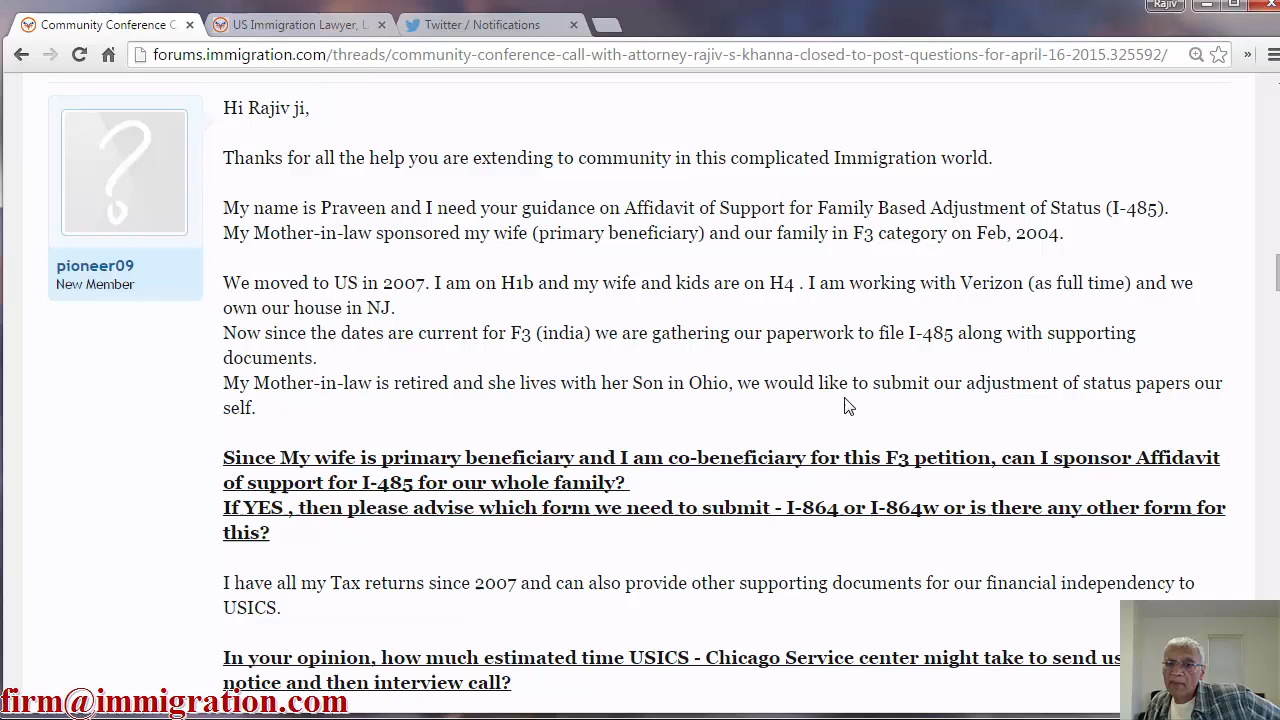 Rajiv
Community Conference C
US Immigration Lawyer, L
Twitter / Notifications
forums.immigration.com/threads/community-conference-call-with-attorney-rajiv-s-khanna-closed-to-post-questions-for-april-16-2015.325592/
Hi Rajiv ji,
Thanks for all the help you are extending to community in this complicated Immigration world.
My name is Praveen and I need your guidance on Affidavit of Support for Family Based Adjustment of Status (I-485).
My Mother-in-law sponsored my wife (primary beneficiary) and our family in F3 category on Feb, 2004.
pioneer09
New Member
We moved to US in 2007. I am on H1b and my wife and kids are on H4 . I am working with Verizon (as full time) and we
own our house in NJ.
Now since the dates are current for F3 (india) we are gathering our paperwork to file I-485 along with supporting
documents.
My Mother-in-law is retired and she lives with her Son in Ohio, we would like to submit our adjustment of status papers our
self.
Since My wife is primary beneficiary and I am co-beneficiary for this F3 petition, can I sponsor Affidavit
of support for I-485 for our whole family?
If YES , then please advise which form we need to submit - I-864 or I-864w or is there any other form for
this?
I have all my Tax returns since 2007 and can also provide other supporting documents for our financial independency to
USICS.
In your opinion, how much estimated time USICS - Chicago Service center might take to send us
notice and then interview call?
firm@immigration.com